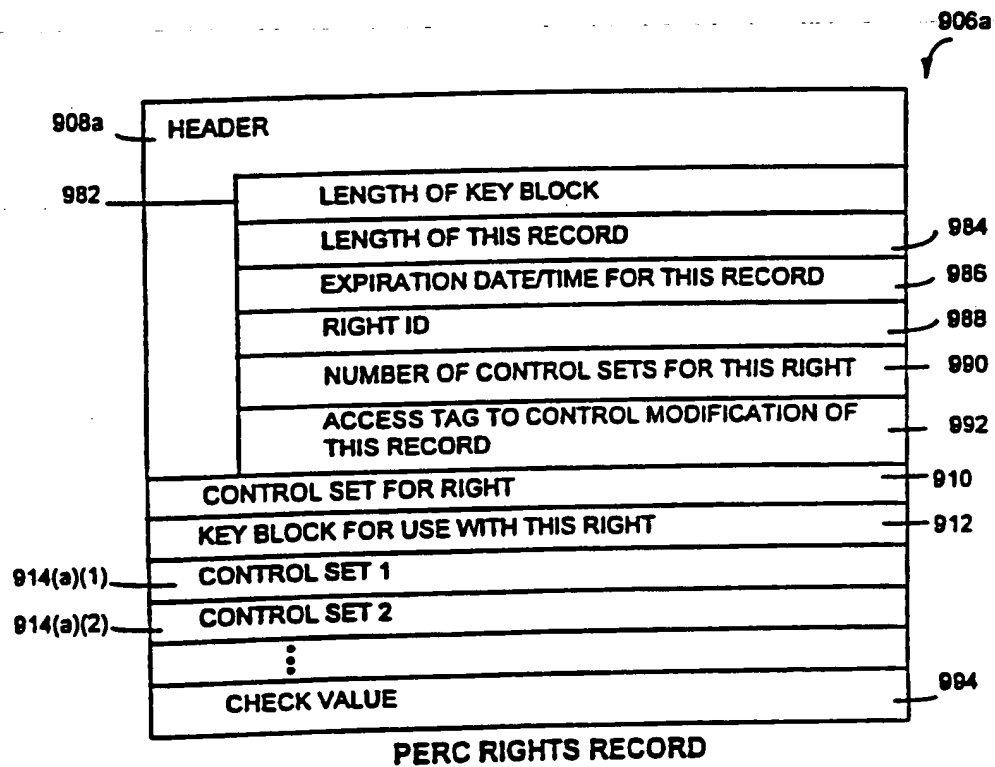 906a
908a
HEADER
982
LENGTH OF KEY BLOCK
LENGTH OF THIS RECORD
984
EXPIRATION DATE/TIME FOR THIS RECORD
986
RIGHT ID
988
NUMBER OF CONTROL SETS FOR THIS RIGHT
990
ACCESS TAG TO CONTROL MODIFICATION OF
THIS RECORD
992
CONTROL SET FOR RIGHT
910
KEY BLOCK FOR USE WITH THIS RIGHT
912
914(a)(1)
CONTROL SET 1
914(a)(2)
CONTROL SET 2
CHECK VALUE
994
PERC RIGHTS RECORD